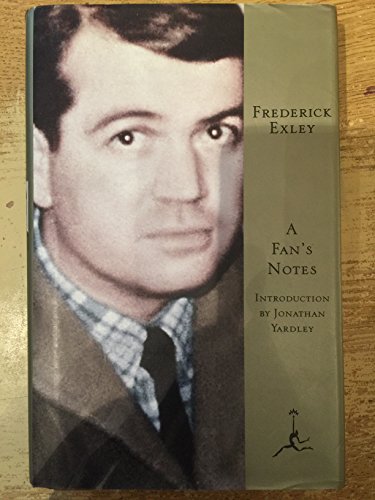 FREDERICK
EXLEY
A
FAN'S
NOTES
INTRODUCTION
BY JONATHAN
YARDLEY